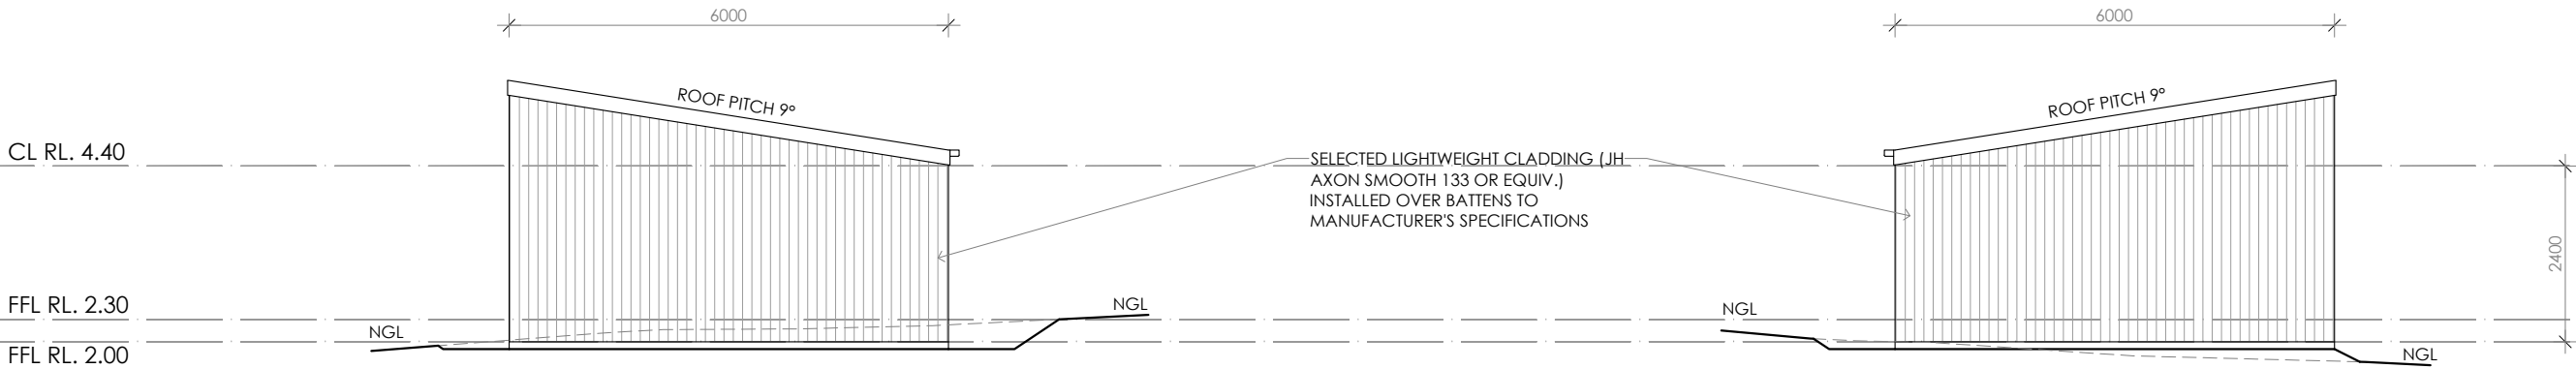 6000
6000
ROOF PITCH 9°
ROOF PITCH 9°
CL RL. 4.40
SELECTED LIGHTWEIGHT CLADDING (JH
AXON SMOOTH 133 OR EQUIV.)
INSTALLED OVER BATTENS TO
MANUFACTURER'S SPECIFICATIONS
2400
FFL RL. 2.30
NGL
NGL
NGL
NGL
FFL RL. 2.00